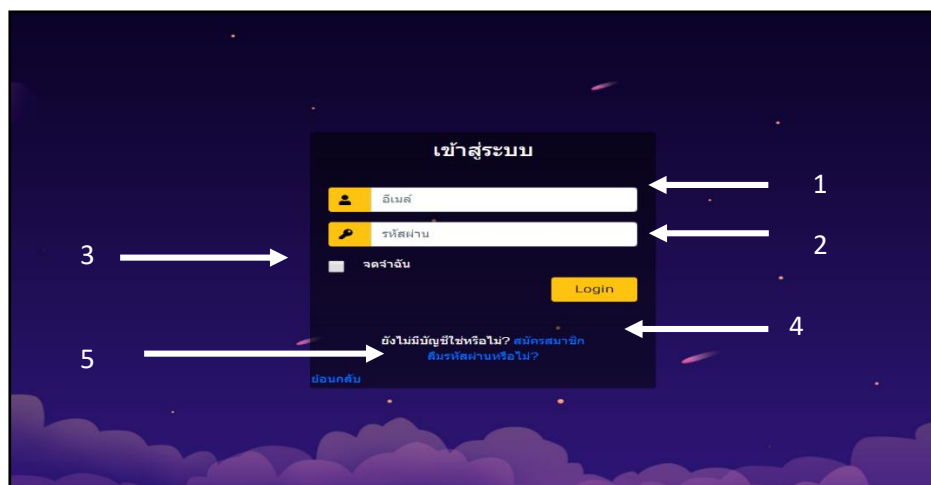 เข้าสู่ระบบ
1
อีเมล์
รหัสผ่าน
2
3
จดจำฉัน
Login
4
ยังไม่มีบัญชีใช่หรือไม่? สมัครสมาชิก
5
ลืมรหัสผ่านหรือไม่?
ย้อนกลับ